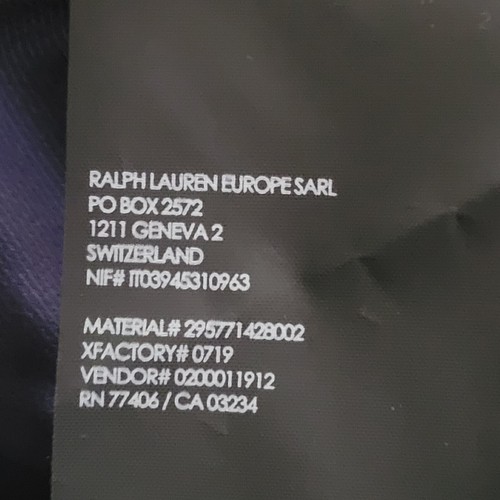 RALPH LAUREN EUROPE SARL
PO BOX 2572
1211 GENEVA 2
SWITZERLAND
NIF# IT03945310963
MATERIAL# 295771428002
XFACTORY# 0719
VENDOR# 0200011912
RN 77406 / CA 03234